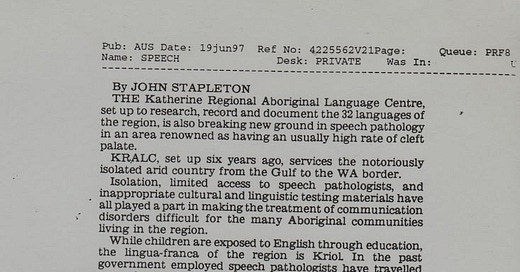 Pub: AUS Date: 19jun97 Ref No: 4225562V21Page: Queue: PRF8
Name: SPEECH Desk: PRIVATE Was In:
By JOHN STAPLETON
THE Katherine Regional Aboriginal Language Centre,
set up to research, record and document the 32 languages of
the region, is also breaking new ground in speech pathology
in an area renowned as having an usually high rate of cleft
palate.
KRALC, set up six years ago, services the notoriously
isolated arid country from the Gulf to the WA border.
Isolation, limited access to speech pathologists, and
inappropriate cultural and linguistic testing materials have
all played a part in making the treatment of communication
disorders difficult for the many Aboriginal communities
living in the region.
While children are exposed to English through education,
the lingua-franca of the region is Kriol. In the past
government employed speech pathologists have travelled